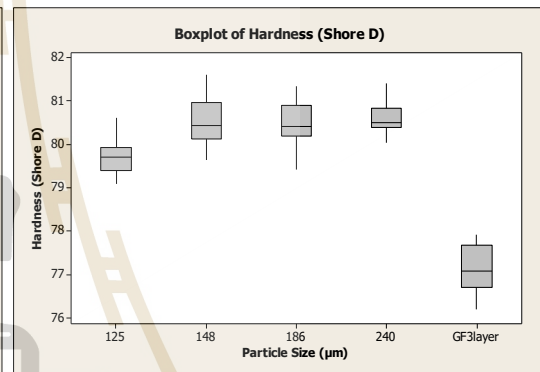 Boxplot of Hardness (Shore D)
Hardness (Shore D)
82
81
80
79
78
77
76
125 148 186 240 GF3layer
Particle Size (µm)